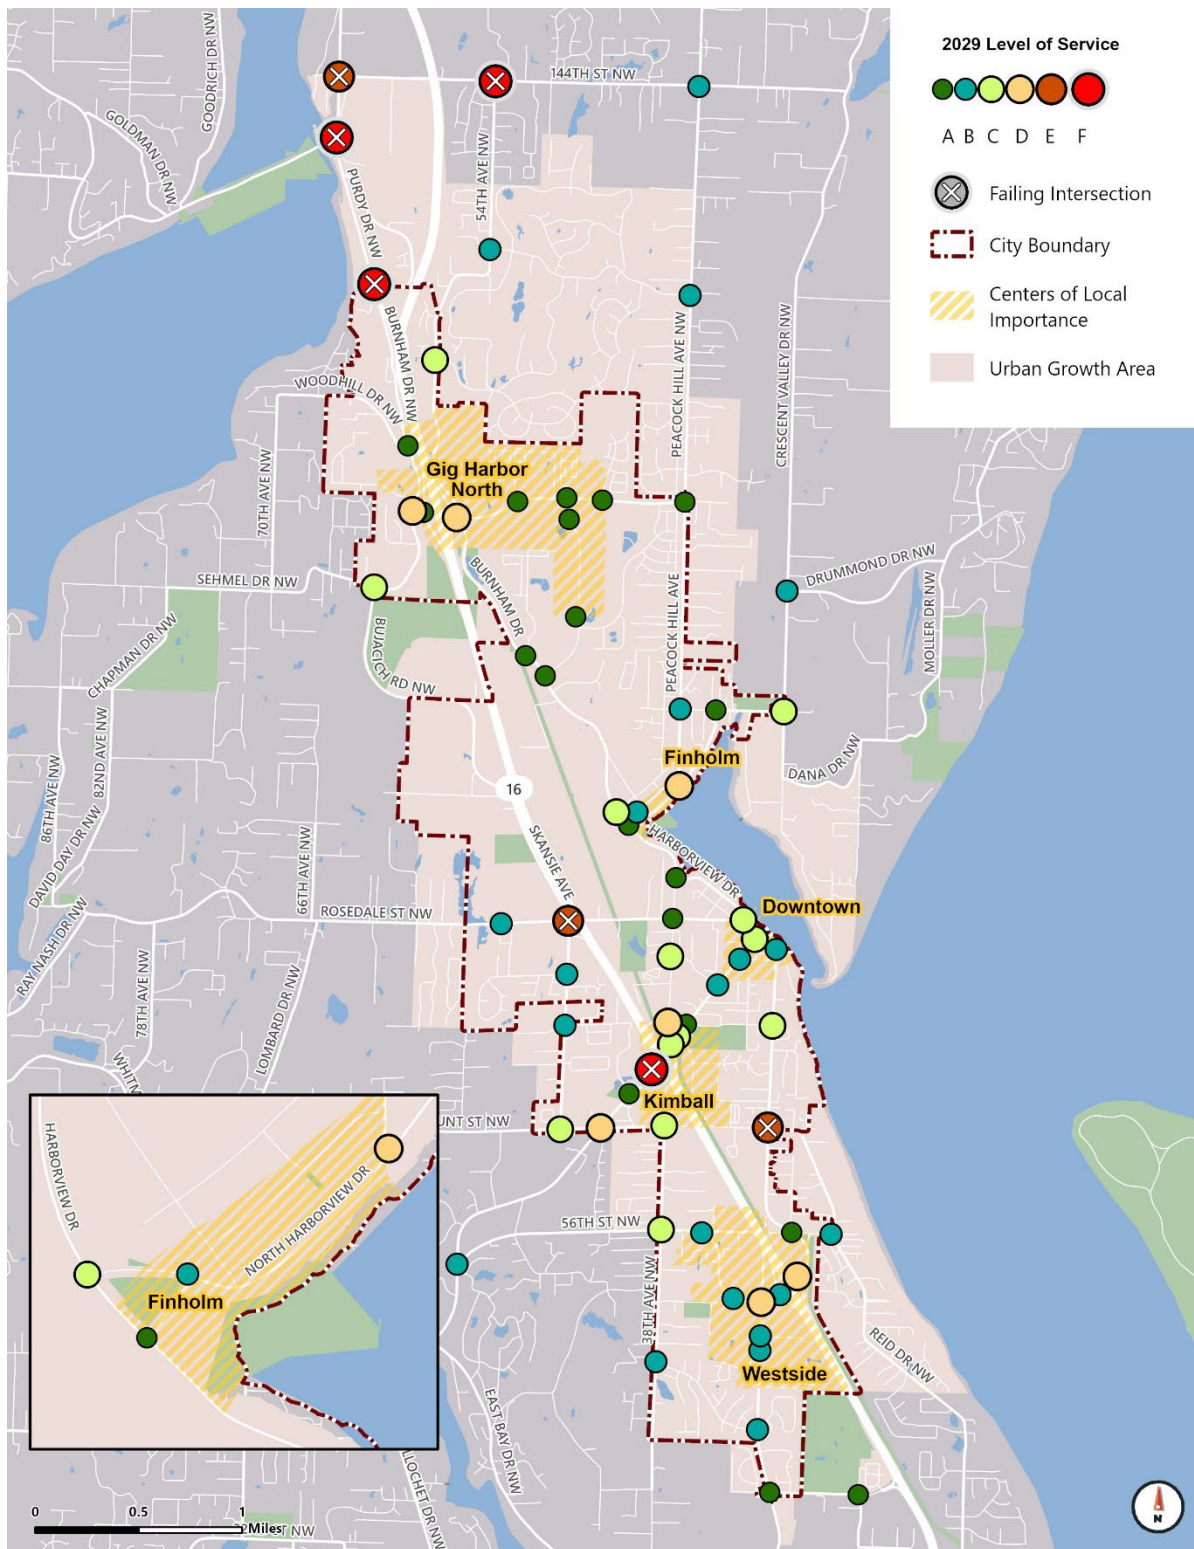 2029 Level of Service
A B C D E F
Failing Intersection
City Boundary
Centers of Local
Importance
Urban Growth Area
144TH ST NW
GOODRICH DR NW
GOLDMAN DR NW
54TH AVE NW
PURDY DR NW
BURNHAM DR NW
WOODHILL DR NW
PEACOCK HILL AVE NW
CRESCENT VALLEY DR NW
70TH AVE NW
Gig Harbor
North
SEHMEL DR NW
BURNHAM DR
DRUMMOND DR NW
MOLLER DR NW
CHAPMAN DR NW
BUJACICH RD NW
PEACOCK HILL AVE
82ND AVE NW
86TH AVE NW
Finholm
DANA DR NW
16
SKANSIE AVE
HARBORVIEW DR
DAVID DAY DR NW
66TH AVE NW
ROSEDALE ST NW
Downtown
RAY NASH DR NW
78TH AVE NW
LOMBARD DR NW
WHITM
Kimball
UNT ST NW
HARBORVIEW DR
NORTH HARBORVIEW DR
Finholm
56TH ST NW
38TH AVE NW
REID DR NW
Westside
EAST BAY DR NW
LLOCHET DR NW
0 0.5 1
Miles
T NW
N